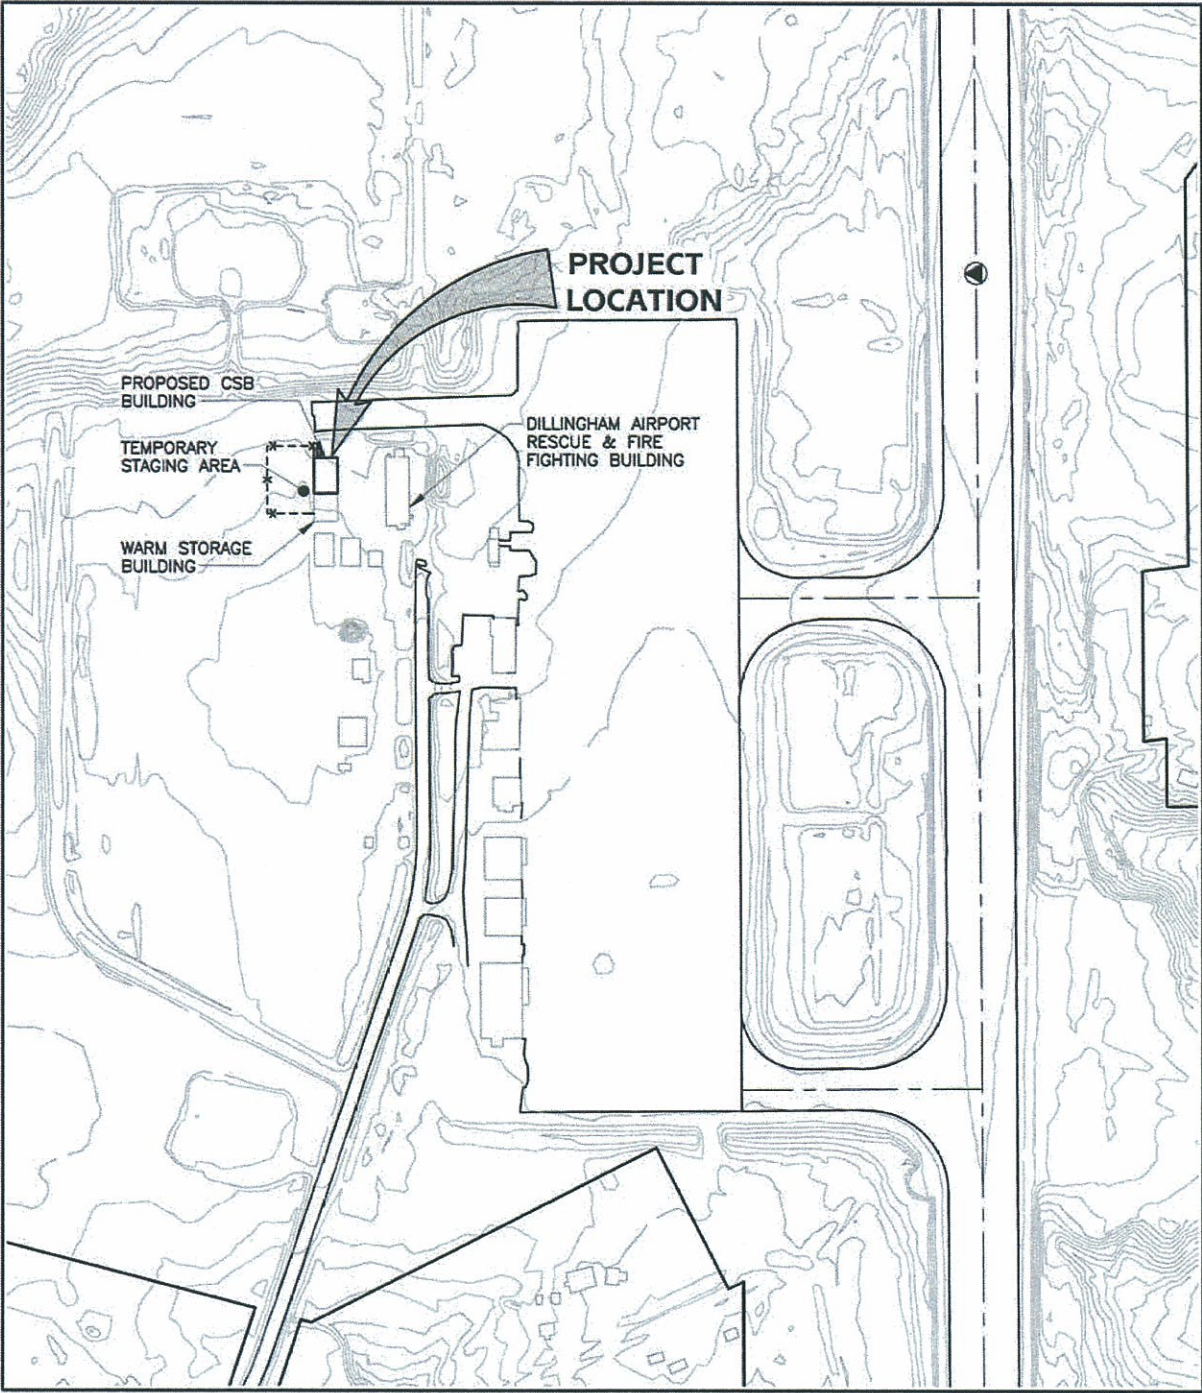 PROJECT
LOCATION
PROPOSED CSB
BUILDING
TEMPORARY
STAGING AREA
DILLINGHAM AIRPORT
RESCUE & FIRE
FIGHTING BUILDING
WARM STORAGE
BUILDING